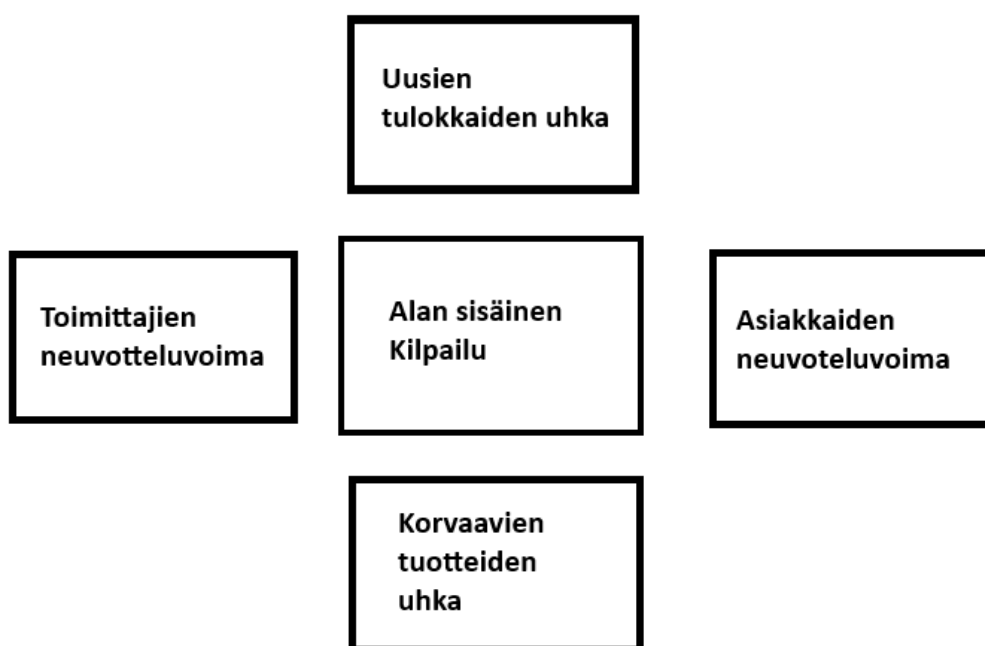 Uusien
tulokkaiden uhka
Toimittajien
neuvotteluvoima
Alan sisäinen
Kilpailu
Asiakkaiden
neuvoteluvoima
Korvaavien
tuotteiden
uhka